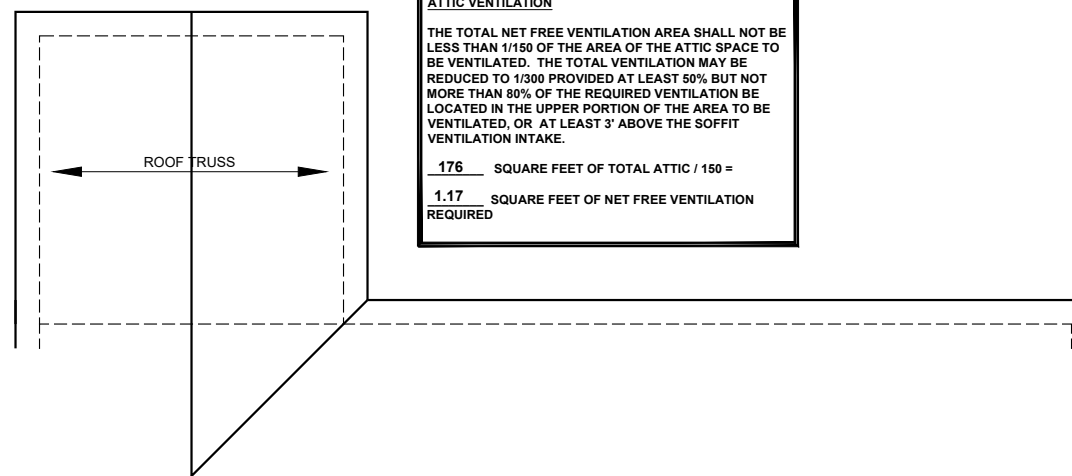 ATTIC VENTILATION
THE TOTAL NET FREE VENTILATION AREA SHALL NOT BE
LESS THAN 1/150 OF THE AREA OF THE ATTIC SPACE TO
BE VENTILATED. THE TOTAL VENTILATION MAY BE
REDUCED TO 1/300 PROVIDED AT LEAST 50% BUT NOT
MORE THAN 80% OF THE REQUIRED VENTILATION BE
LOCATED IN THE UPPER PORTION OF THE AREA TO BE
VENTILATED, OR AT LEAST 3' ABOVE THE SOFFIT
VENTILATION INTAKE.
176 SQUARE FEET OF TOTAL ATTIC / 150 =
1.17 SQUARE FEET OF NET FREE VENTILATION
REQUIRED
ROOF TRUSS